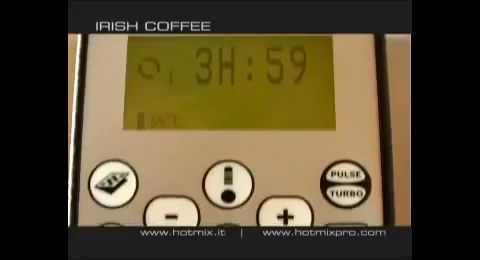 IRISH COFFEE
3H:59
PULSE
TURBO
-
+
www.hotmix.it | www.hotmixpro.com